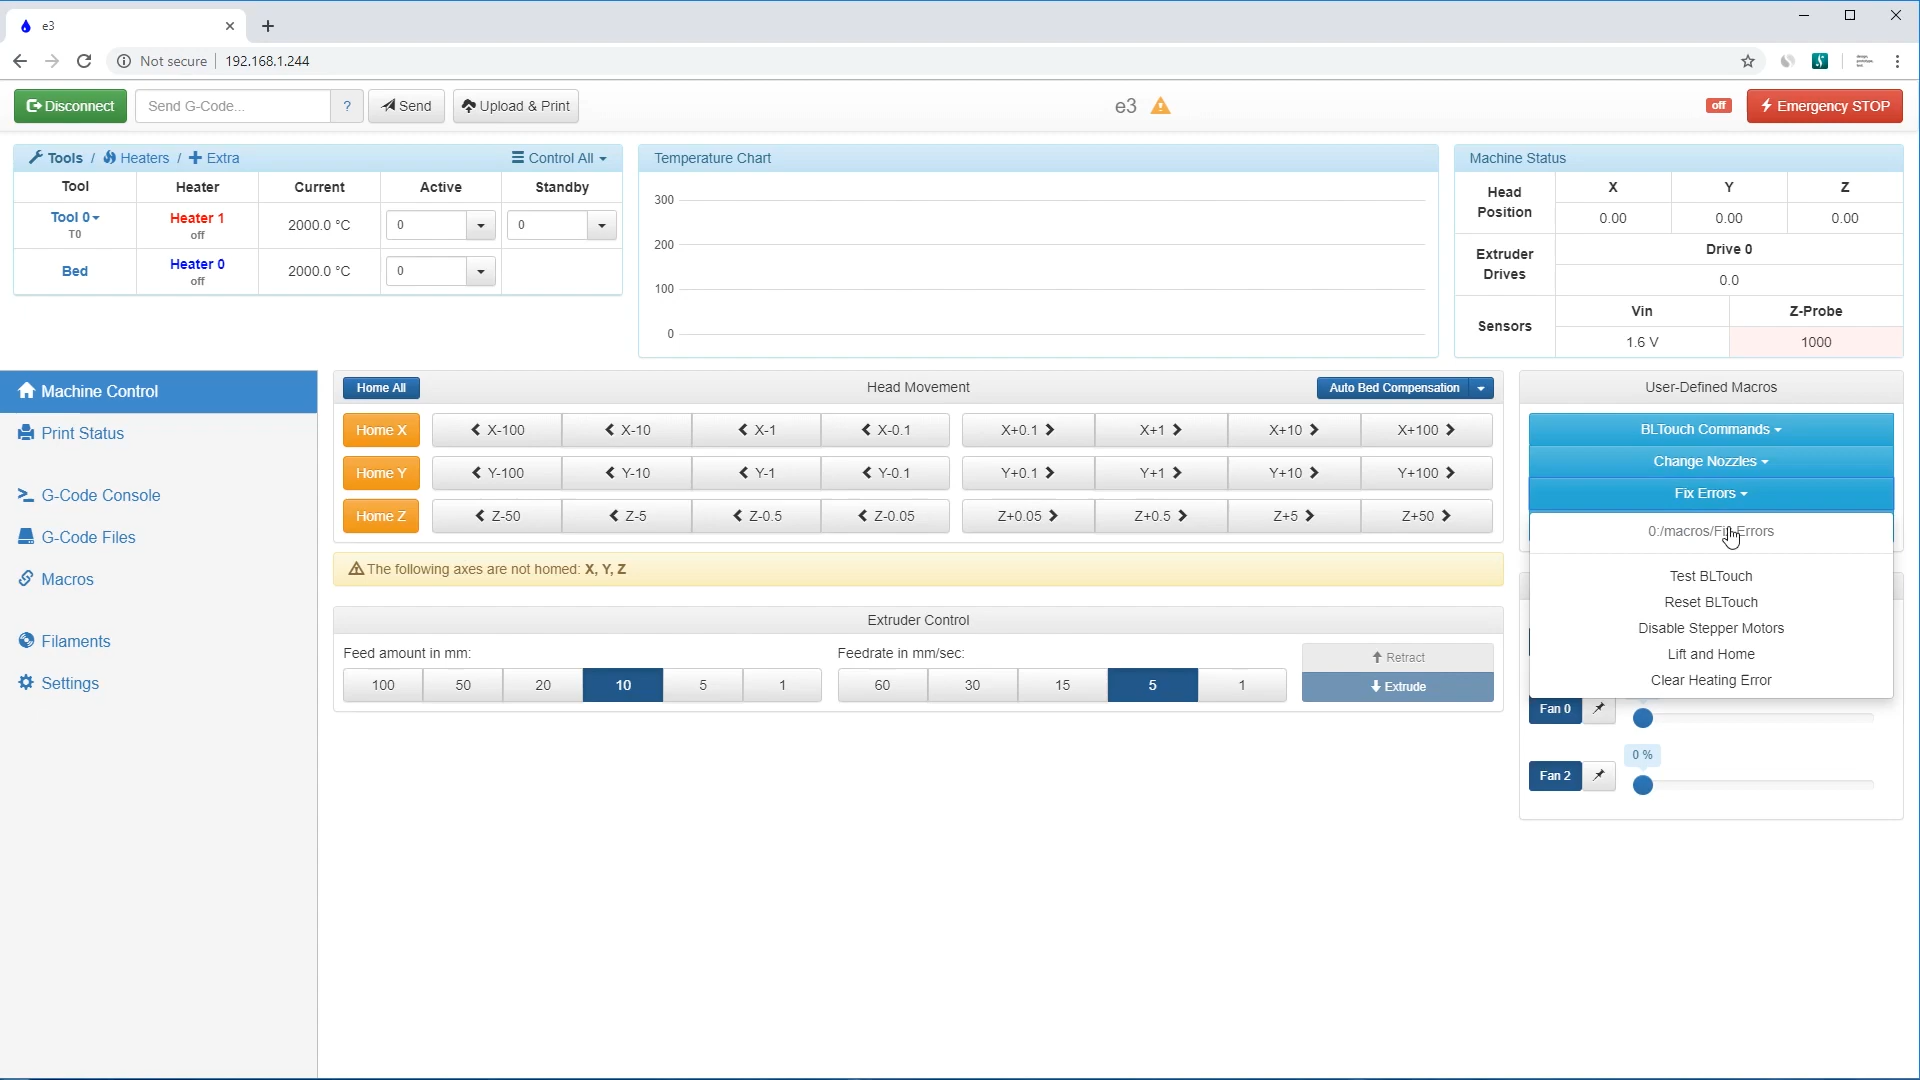 e3
Not secure 192.168.1.244
Disconnect Send G-Code... ? Send Upload & Print e3 off Emergency STOP
Tools / Heaters / Extra Control All
Tool Heater Current Active Standby
Tool 0 Heater 1 2000.0 °C 0 0
T0 off
Bed Heater 0 2000.0 °C 0
off
Temperature Chart
300
200
100
0
Machine Status
Head Position X Y Z
0.00 0.00 0.00
Extruder Drives Drive 0
0.0
Sensors Vin Z-Probe
1.6 V 1000
Machine Control
Print Status
G-Code Console
G-Code Files
Macros
Filaments
Settings
Home All Head Movement Auto Bed Compensation
Home X X-100 X-10 X-1 X-0.1 X+0.1 X+1 X+10 X+100
Home Y Y-100 Y-10 Y-1 Y-0.1 Y+0.1 Y+1 Y+10 Y+100
Home Z Z-50 Z-5 Z-0.5 Z-0.05 Z+0.05 Z+0.5 Z+5 Z+50
The following axes are not homed: X, Y, Z
Extruder Control
Feed amount in mm: Feedrate in mm/sec:
100 50 20 10 5 1 60 30 15 5 1
Retract
Extrude
User-Defined Macros
BLTouch Commands
Change Nozzles
Fix Errors
0:/macros/Fix Errors
Test BLTouch
Reset BLTouch
Disable Stepper Motors
Lift and Home
Clear Heating Error
Fan 0
0 %
Fan 2